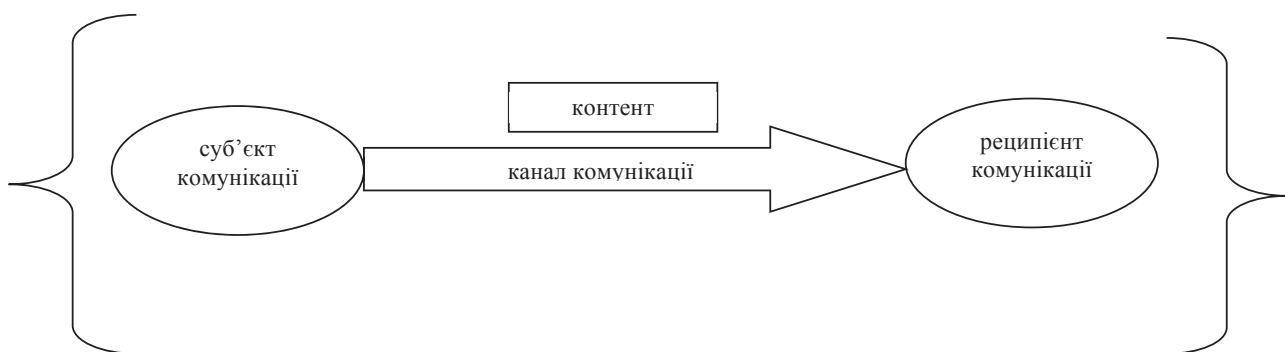 контент
суб’єкт
комунікації
канал комунікації
реципієнт
комунікації